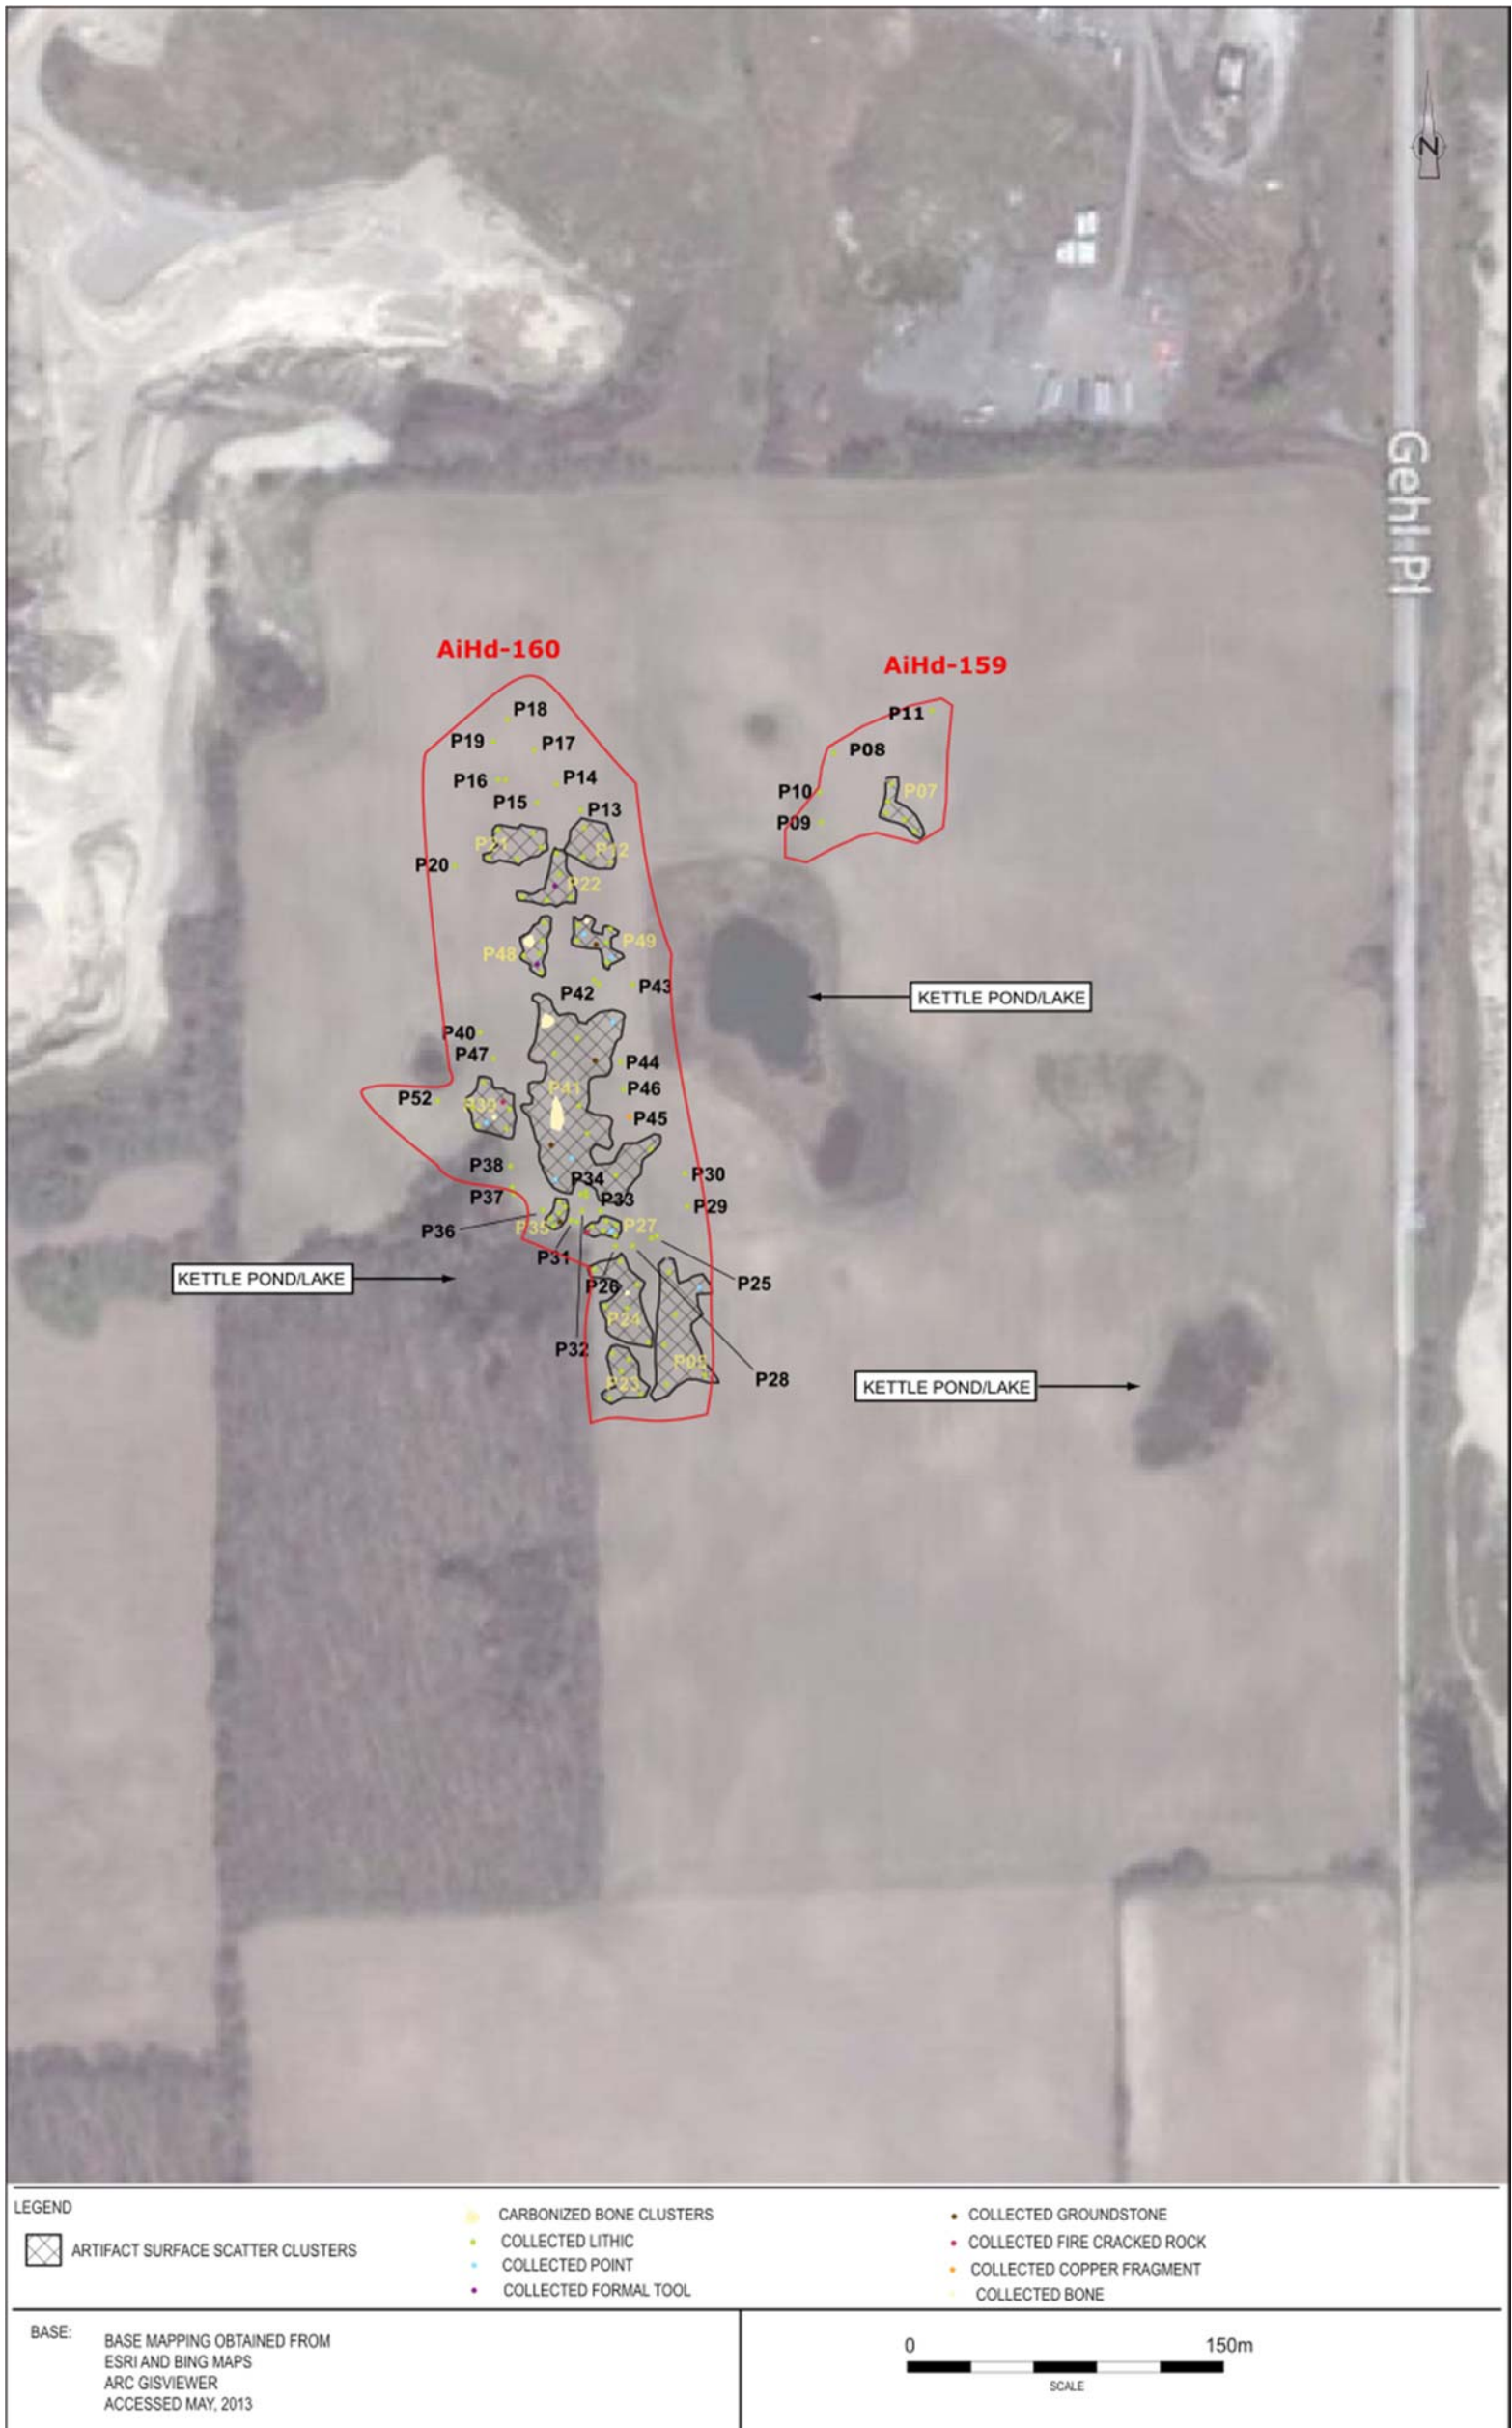 N
Gehl Pl
AiHd-160
AiHd-159
P18
P11
P19
P17
P08
P16
P14
P10
P07
P15
P13
P09
P21
P12
P20
P22
P48
P49
P42
P43
KETTLE POND/LAKE
P40
P47
P44
P41
P46
P52
P39
P45
P38
P34
P30
P37
P33
P29
P36
P35
P27
P31
KETTLE POND/LAKE
P26
P25
P24
P32
P28
KETTLE POND/LAKE
P23
LEGEND
ARTIFACT SURFACE SCATTER CLUSTERS
CARBONIZED BONE CLUSTERS
COLLECTED LITHIC
COLLECTED POINT
COLLECTED FORMAL TOOL
COLLECTED GROUNDSTONE
COLLECTED FIRE CRACKED ROCK
COLLECTED COPPER FRAGMENT
COLLECTED BONE
BASE:
BASE MAPPING OBTAINED FROM
ESRI AND BING MAPS
ARC GISVIEWER
ACCESSED MAY, 2013
0 150m
SCALE